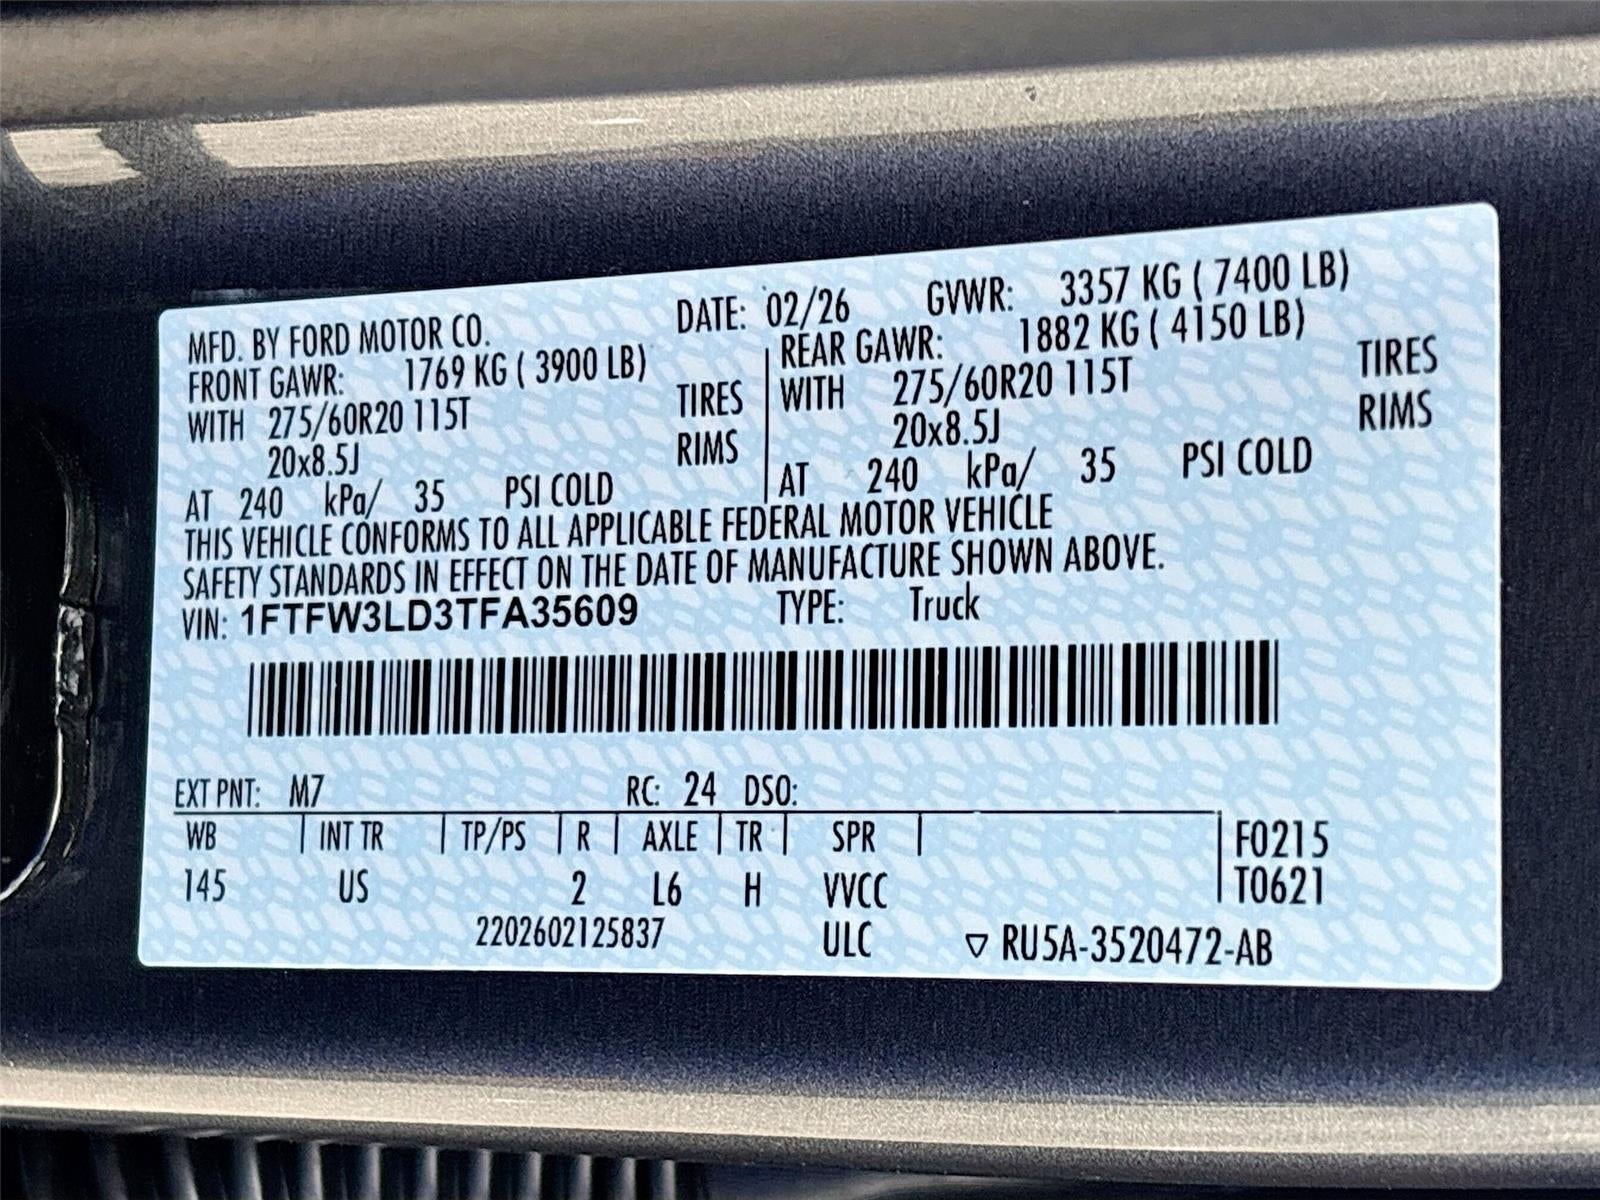 MFD. BY FORD MOTOR CO. DATE: 02/26 GVWR: 3357 KG ( 7400 LB)
FRONT GAWR: 1769 KG ( 3900 LB) REAR GAWR: 1882 KG ( 4150 LB)
WITH 275/60R20 115T TIRES WITH 275/60R20 115T TIRES
20x8.5J RIMS 20x8.5J RIMS
AT 240 kPa/ 35 PSI COLD AT 240 kPa/ 35 PSI COLD
THIS VEHICLE CONFORMS TO ALL APPLICABLE FEDERAL MOTOR VEHICLE
SAFETY STANDARDS IN EFFECT ON THE DATE OF MANUFACTURE SHOWN ABOVE.
VIN: 1FTFW3LD3TFA35609 TYPE: Truck
EXT PNT: M7 RC: 24 DSO:
WB INT TR TP/PS R AXLE TR SPR F0215
145 US 2 L6 H VVCC T0621
2202602125837 ULC ▽ RU5A-3520472-AB